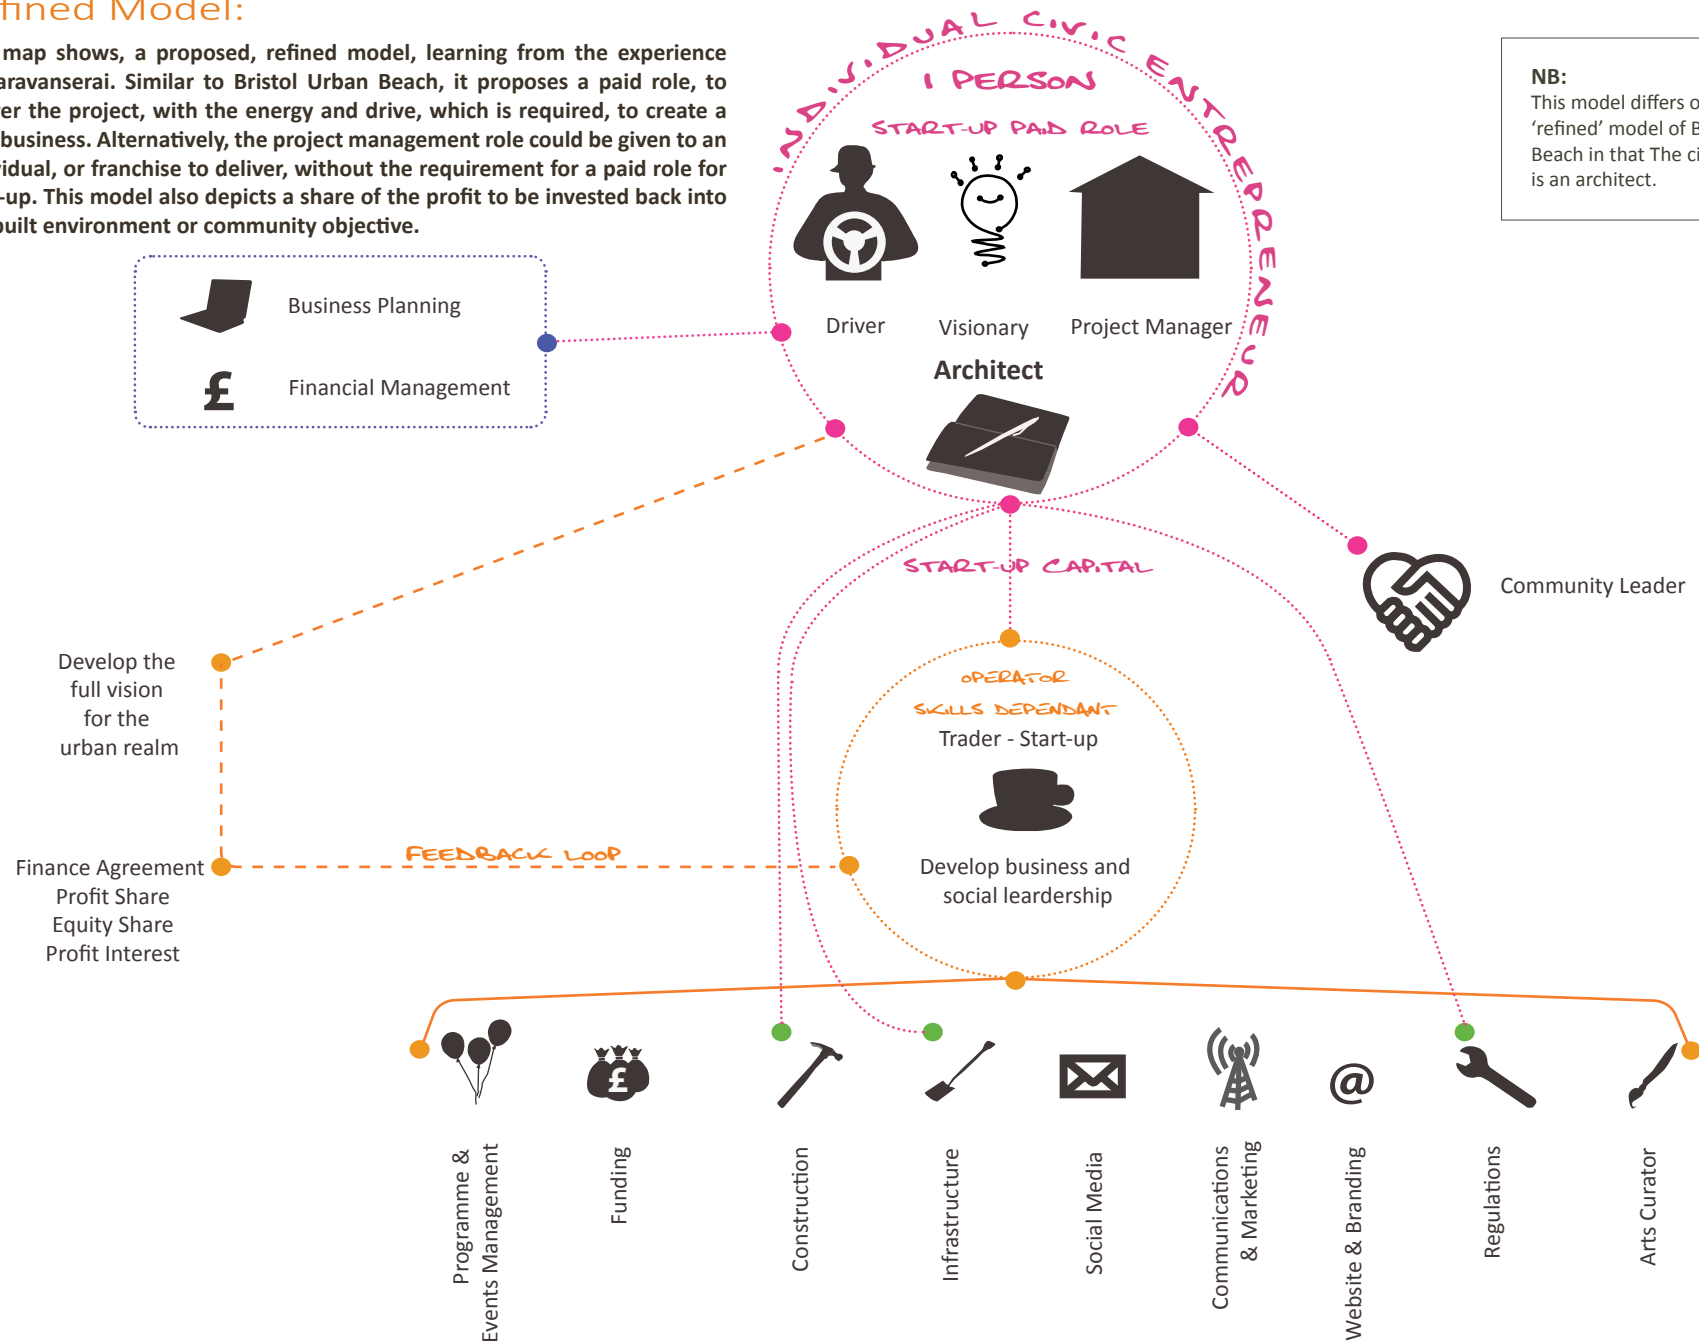 fined Model:
map shows, a proposed, refined model, learning from the experience
aravanserai. Similar to Bristol Urban Beach, it proposes a paid role, to
er the project, with the energy and drive, which is required, to create a
business. Alternatively, the project management role could be given to an
vidual, or franchise to deliver, without the requirement for a paid role for
-up. This model also depicts a share of the profit to be invested back into
built environment or community objective.
NB:
This model differs o
'refined' model of B
Beach in that The ci
is an architect.
INDIVIDUAL CIVIC ENTREPRENEUR
1 PERSON
START-UP PAID ROLE
Driver
Visionary
Project Manager
Architect
Business Planning
£
Financial Management
START-UP CAPITAL
Community Leader
Develop the
full vision
for the
urban realm
OPERATOR
SKILLS DEPENDANT
Trader - Start-up
Develop business and
social leardership
FEEDBACK LOOP
Finance Agreement
Profit Share
Equity Share
Profit Interest
£
@
Programme &
Events Management
Funding
Construction
Infrastructure
Social Media
Communications
& Marketing
Website & Branding
Regulations
Arts Curator